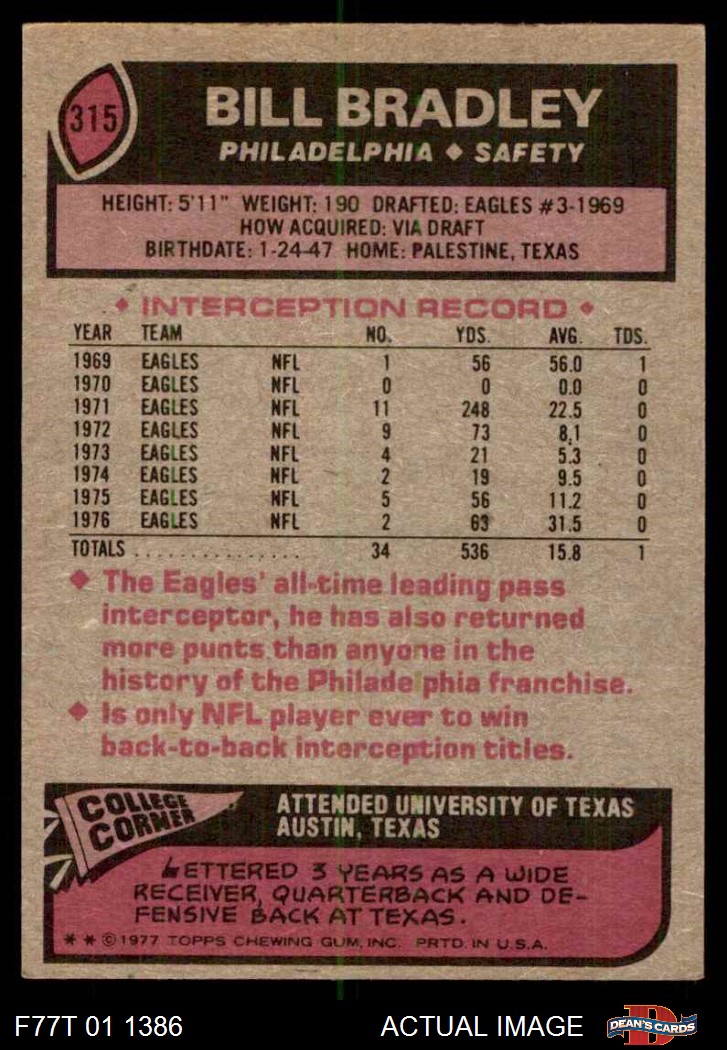 315
BILL BRADLEY
PHILADELPHIA ◆ SAFETY
HEIGHT: 5'11" WEIGHT: 190 DRAFTED: EAGLES #3-1969
HOW ACQUIRED: VIA DRAFT
BIRTHDATE: 1-24-47 HOME: PALESTINE, TEXAS
◆ INTERCEPTION RECORD ◆
YEAR TEAM NO. YDS. AVG. TDS.
1969 EAGLES NFL 1 56 56.0 1
1970 EAGLES NFL 0 0 0.0 0
1971 EAGLES NFL 11 248 22.5 0
1972 EAGLES NFL 9 73 8.1 0
1973 EAGLES NFL 4 21 5.3 0
1974 EAGLES NFL 2 19 9.5 0
1975 EAGLES NFL 5 56 11.2 0
1976 EAGLES NFL 2 63 31.5 0
TOTALS ................ 34 536 15.8 1
◆ The Eagles' all-time leading pass
interceptor, he has also returned
more punts than anyone in the
history of the Philade phia franchise.
◆ Is only NFL player ever to win
back-to-back interception titles.
COLLEGE
CORNER
ATTENDED UNIVERSITY OF TEXAS
AUSTIN, TEXAS
LETTERED 3 YEARS AS A WIDE
RECEIVER, QUARTERBACK AND DE-
FENSIVE BACK AT TEXAS.
* * © 1977 TOPPS CHEWING GUM, INC. PRTD. IN U.S.A.
F77T 01 1386 ACTUAL IMAGE
D
DEAN'S CARDS